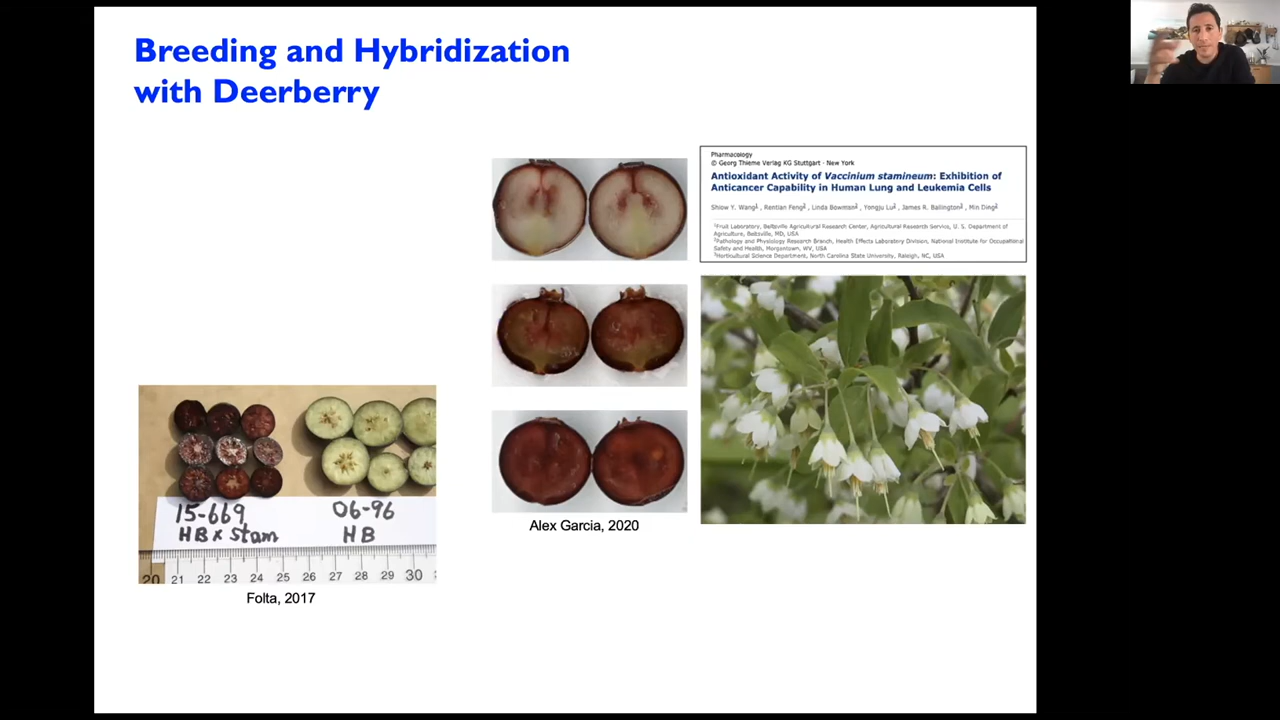 Breeding and Hybridization
with Deerberry
Pharmacology
© Georg Thieme Verlag KG Stuttgart · New York
Antioxidant Activity of Vaccinium stamineum: Exhibition of
Anticancer Capability in Human Lung and Leukemia Cells
Shiow Y. Wang1, Rentian Feng2, Linda Bowman2, Yongju Lu2, James R. Ballington3, Min Ding2
1Fruit Laboratory, Beltsville Agricultural Research Center, Agricultural Research Service, U. S. Department of
Agriculture, Beltsville, MD, USA
2Pathology and Physiology Research Branch, Health Effects Laboratory Division, National Institute for Occupational
Safety and Health, Morgantown, WV, USA
3Horticultural Science Department, North Carolina State University, Raleigh, NC, USA
15-669 06-96
HB x stam HB
20 21 22 23 24 25 26 27 28 29 30
Folta, 2017
Alex Garcia, 2020